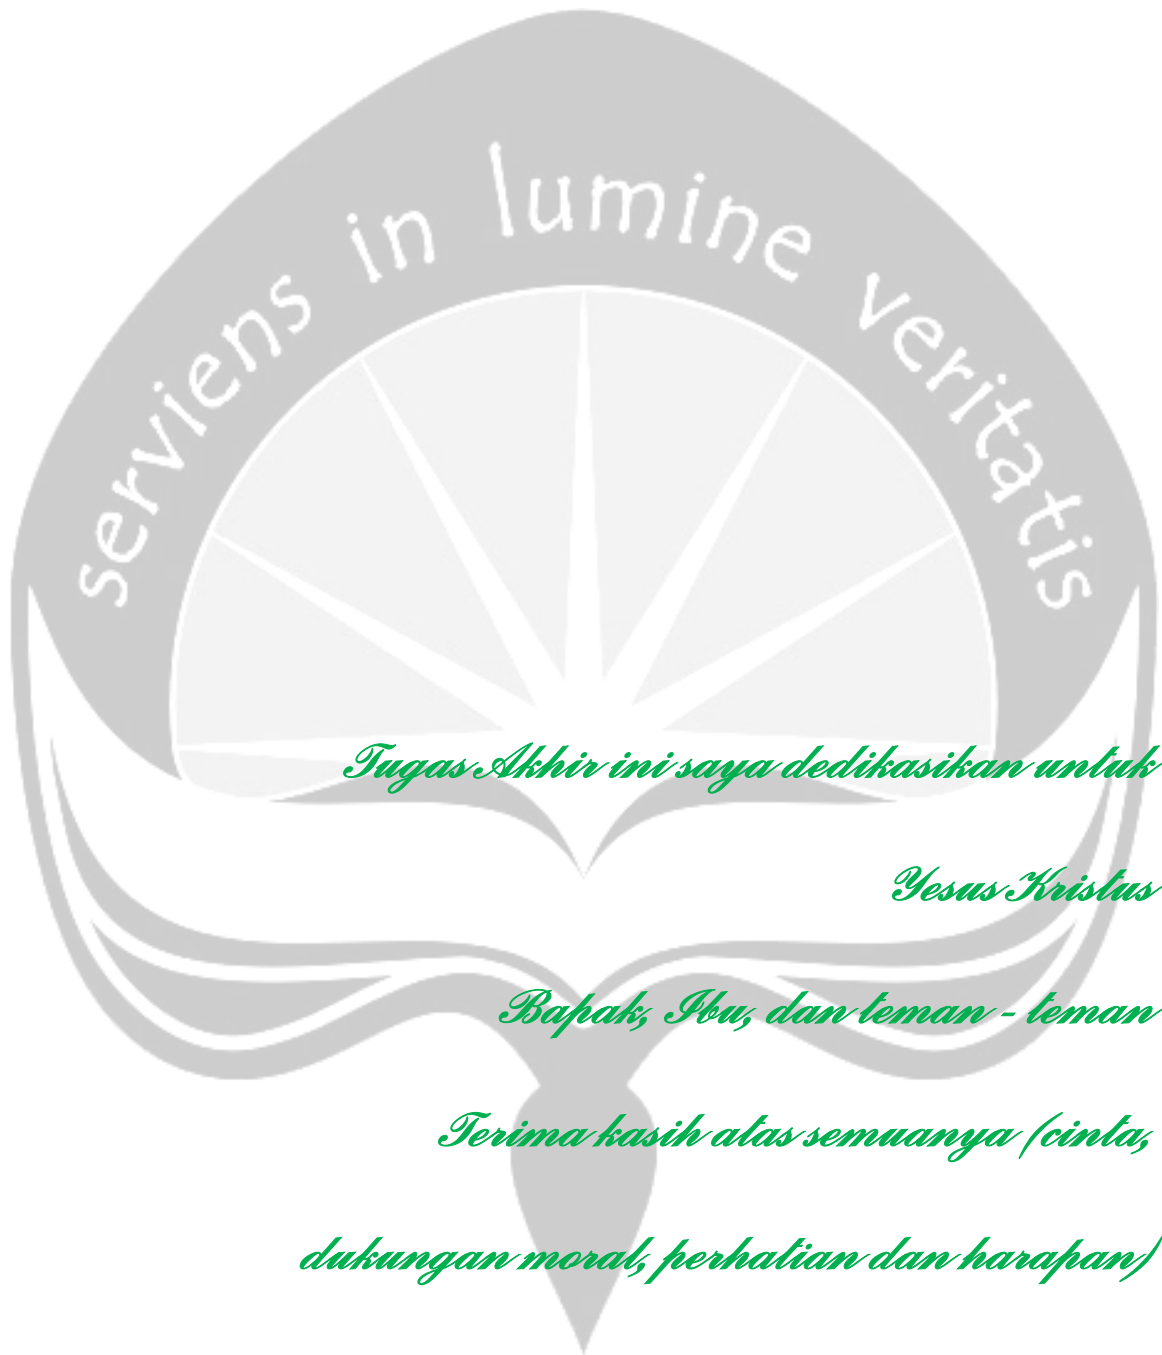 serviens in lumine veritatis
Tugas Akhir ini saya dedikasikan untuk
Yesus Kristus
Bapak, Ibu, dan teman - teman
Terima kasih atas semuanya (cinta,
dukungan moral, perhatian dan harapan)